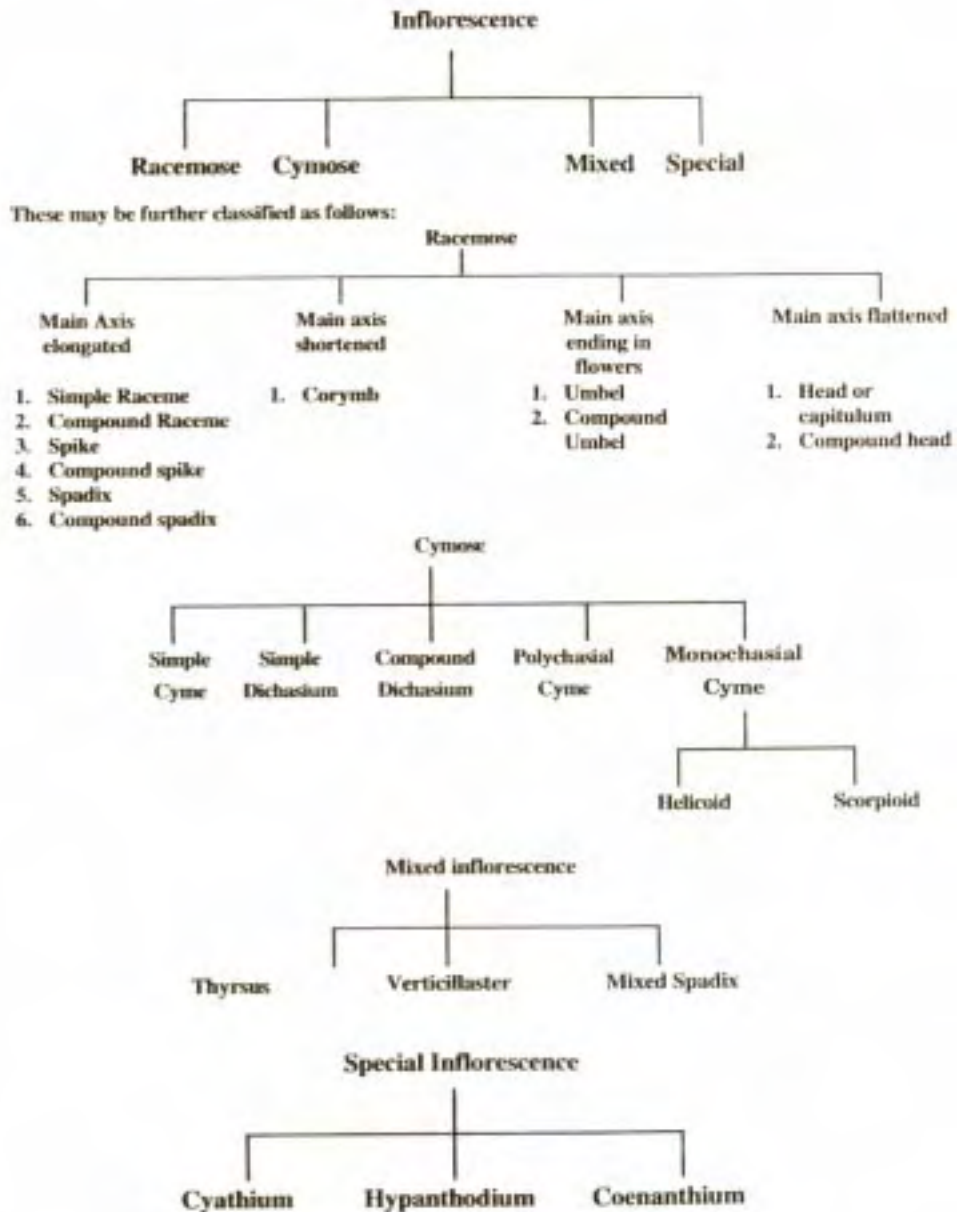 Inflorescence
Racemose Cymose Mixed Special
These may be further classified as follows:
Racemose
Main Axis elongated
1. Simple Raceme
2. Compound Raceme
3. Spike
4. Compound spike
5. Spadix
6. Compound spadix
Main axis shortened
1. Corymb
Main axis ending in flowers
1. Umbel
2. Compound Umbel
Main axis flattened
1. Head or capitulum
2. Compound head
Cymose
Simple Cyme
Simple Dichasium
Compound Dichasium
Polychasial Cyme
Monochasial Cyme
Helicoid Scorpioid
Mixed inflorescence
Thyrsus Verticillaster Mixed Spadix
Special Inflorescence
Cyathium Hypanthodium Coenanthium